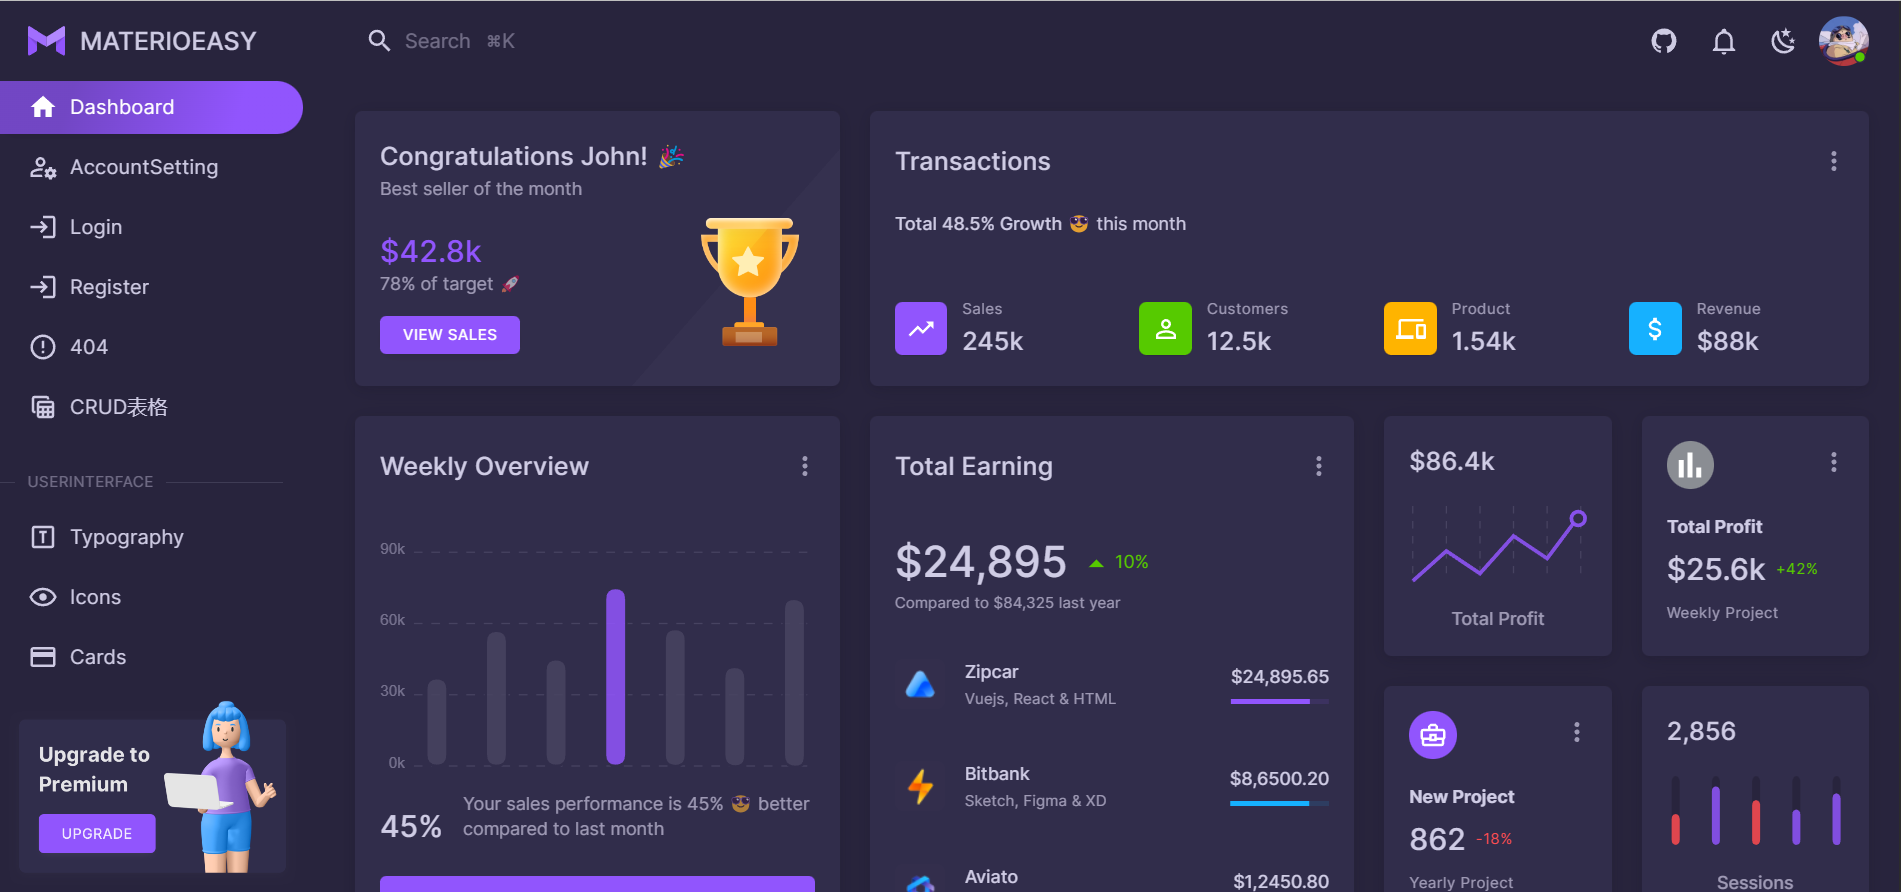 MATERIOEASY
Search ⌘K
Dashboard
AccountSetting
Login
Register
404
CRUD表格
USERINTERFACE
Typography
Icons
Cards
Upgrade to
Premium
UPGRADE
Congratulations John! 🎉
Best seller of the month
$42.8k
78% of target 🚀
VIEW SALES
Transactions
Total 48.5% Growth 😎 this month
Sales
245k
Customers
12.5k
Product
1.54k
Revenue
$88k
Weekly Overview
90k
60k
30k
0k
45%
Your sales performance is 45% 😎 better
compared to last month
Total Earning
$24,895
10%
Compared to $84,325 last year
Zipcar
Vuejs, React & HTML
$24,895.65
Bitbank
Sketch, Figma & XD
$8,6500.20
Aviato
$1,2450.80
$86.4k
Total Profit
Total Profit
$25.6k +42%
Weekly Project
New Project
862 -18%
Yearly Project
2,856
Sessions